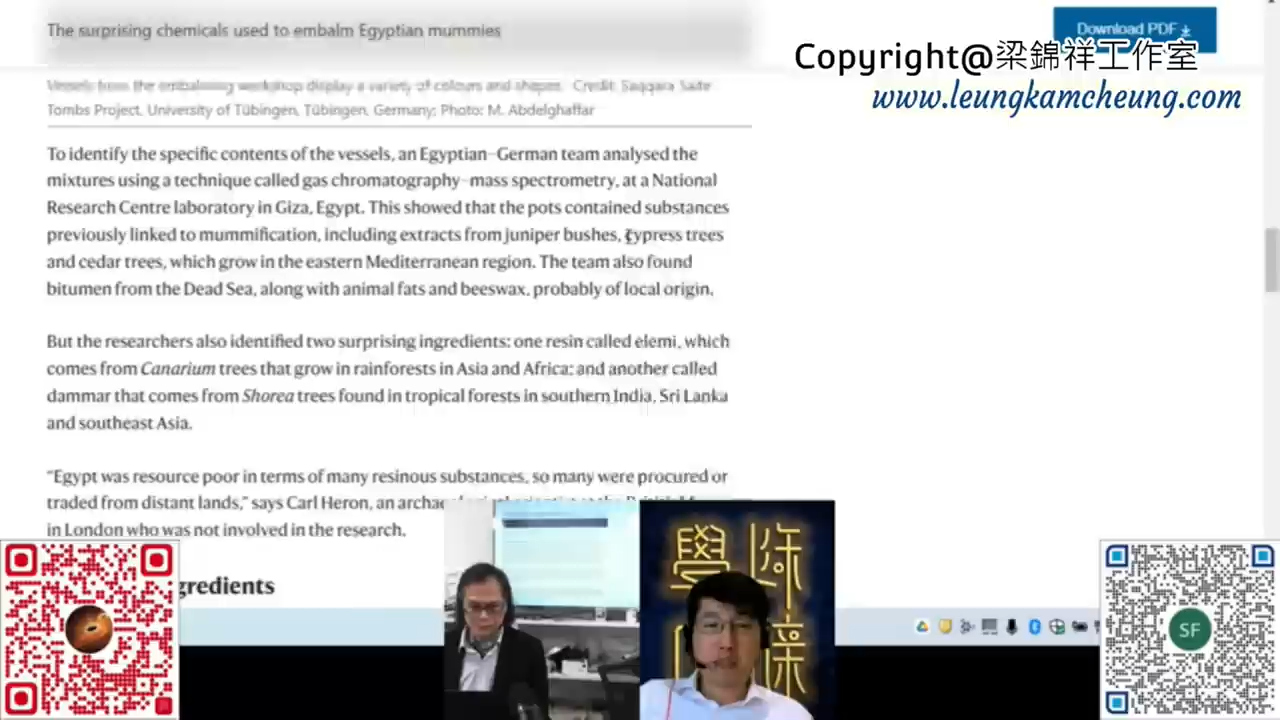 The surprising chemicals used to embalm Egyptian mummies
Download PDF
Copyright@梁錦祥工作室
www.leungkamcheung.com
Vessels from the embalming workshop display a variety of colours and shapes. Credit: Saqqara Saite
Tombs Project, University of Tübingen, Tübingen, Germany; Photo: M. Abdelghaffar
To identify the specific contents of the vessels, an Egyptian–German team analysed the
mixtures using a technique called gas chromatography–mass spectrometry, at a National
Research Centre laboratory in Giza, Egypt. This showed that the pots contained substances
previously linked to mummification, including extracts from juniper bushes, cypress trees
and cedar trees, which grow in the eastern Mediterranean region. The team also found
bitumen from the Dead Sea, along with animal fats and beeswax, probably of local origin.
But the researchers also identified two surprising ingredients: one resin called elemi, which
comes from Canarium trees that grow in rainforests in Asia and Africa; and another called
dammar that comes from Shorea trees found in tropical forests in southern India, Sri Lanka
and southeast Asia.
“Egypt was resource poor in terms of many resinous substances, so many were procured or
traded from distant lands,” says Carl Heron, an
in London who was not involved in the research.
gredients
學
SF